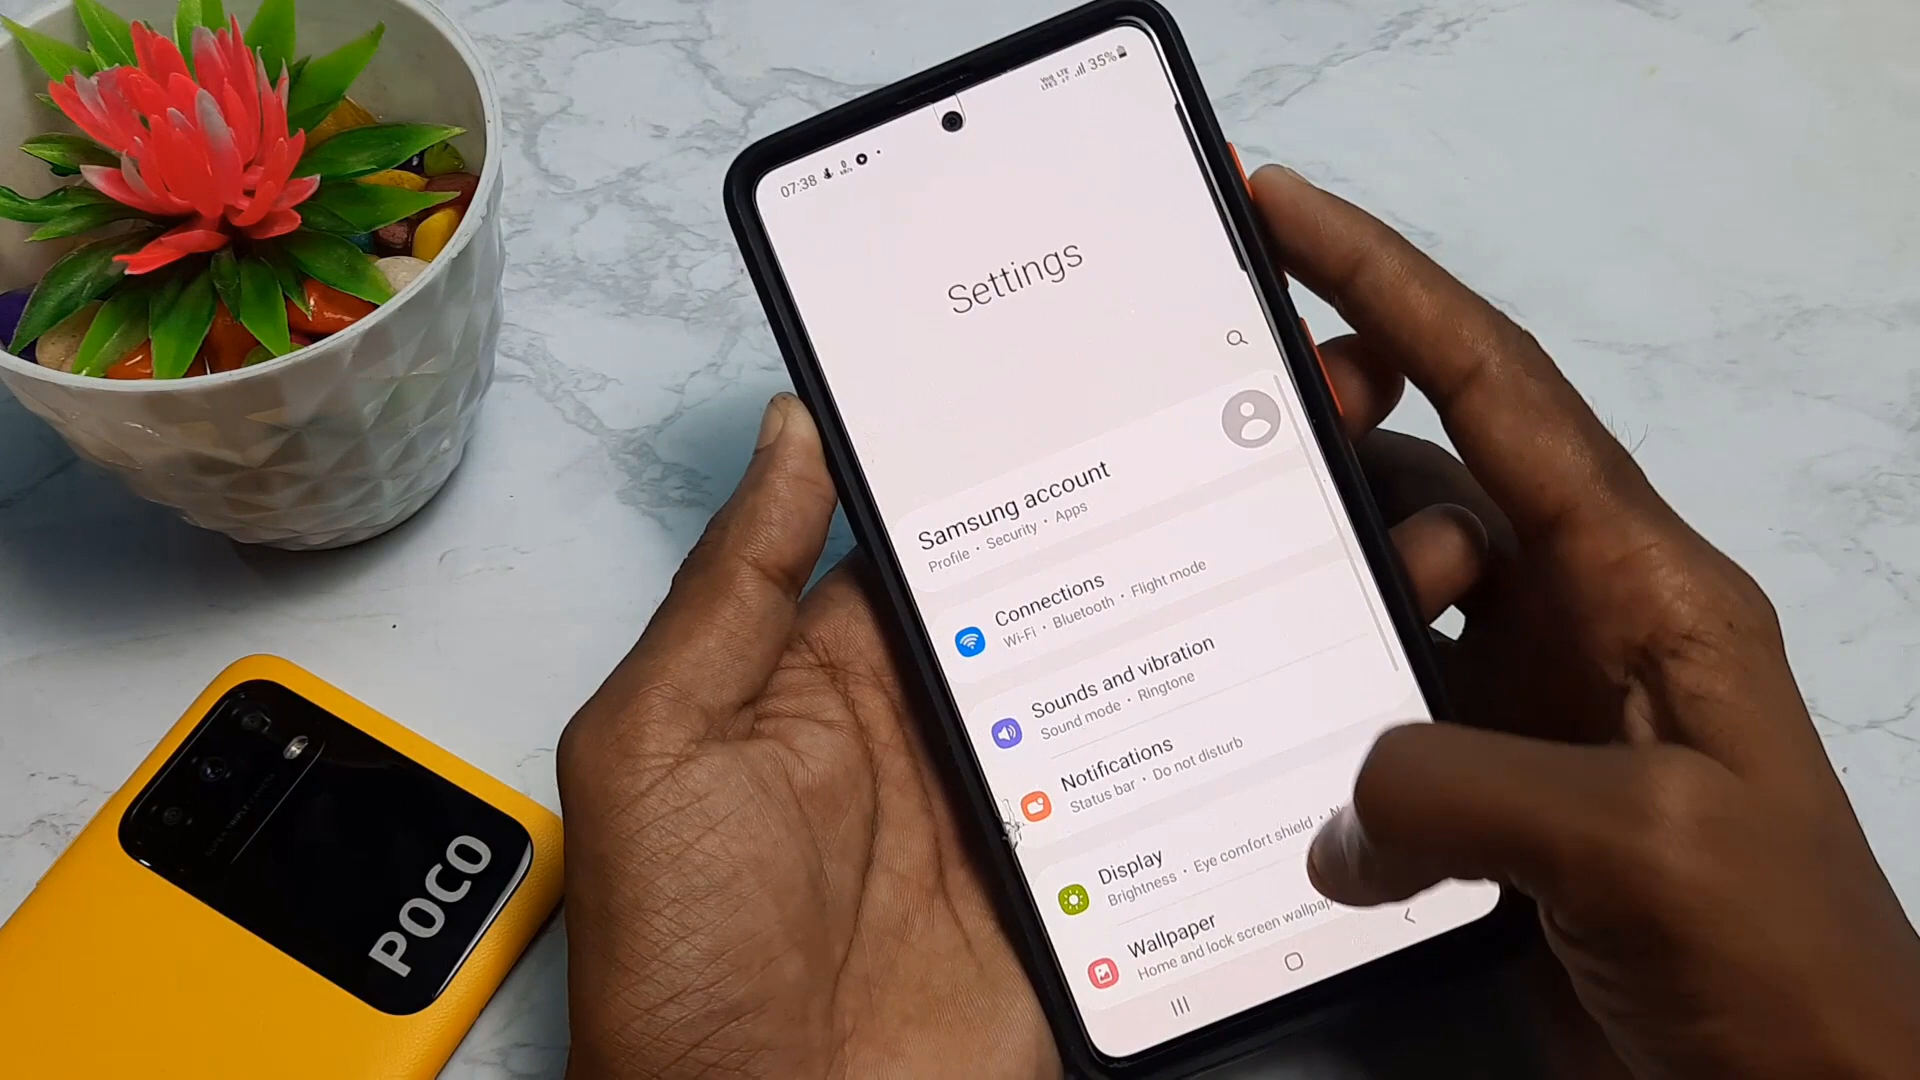 07:38
35%
Settings
Samsung account
Profile • Security • Apps
Connections
Wi-Fi • Bluetooth • Flight mode
Sounds and vibration
Sound mode • Ringtone
Notifications
Status bar • Do not disturb
Display
Brightness • Eye comfort shield •
Wallpaper
Home and lock screen
POCO